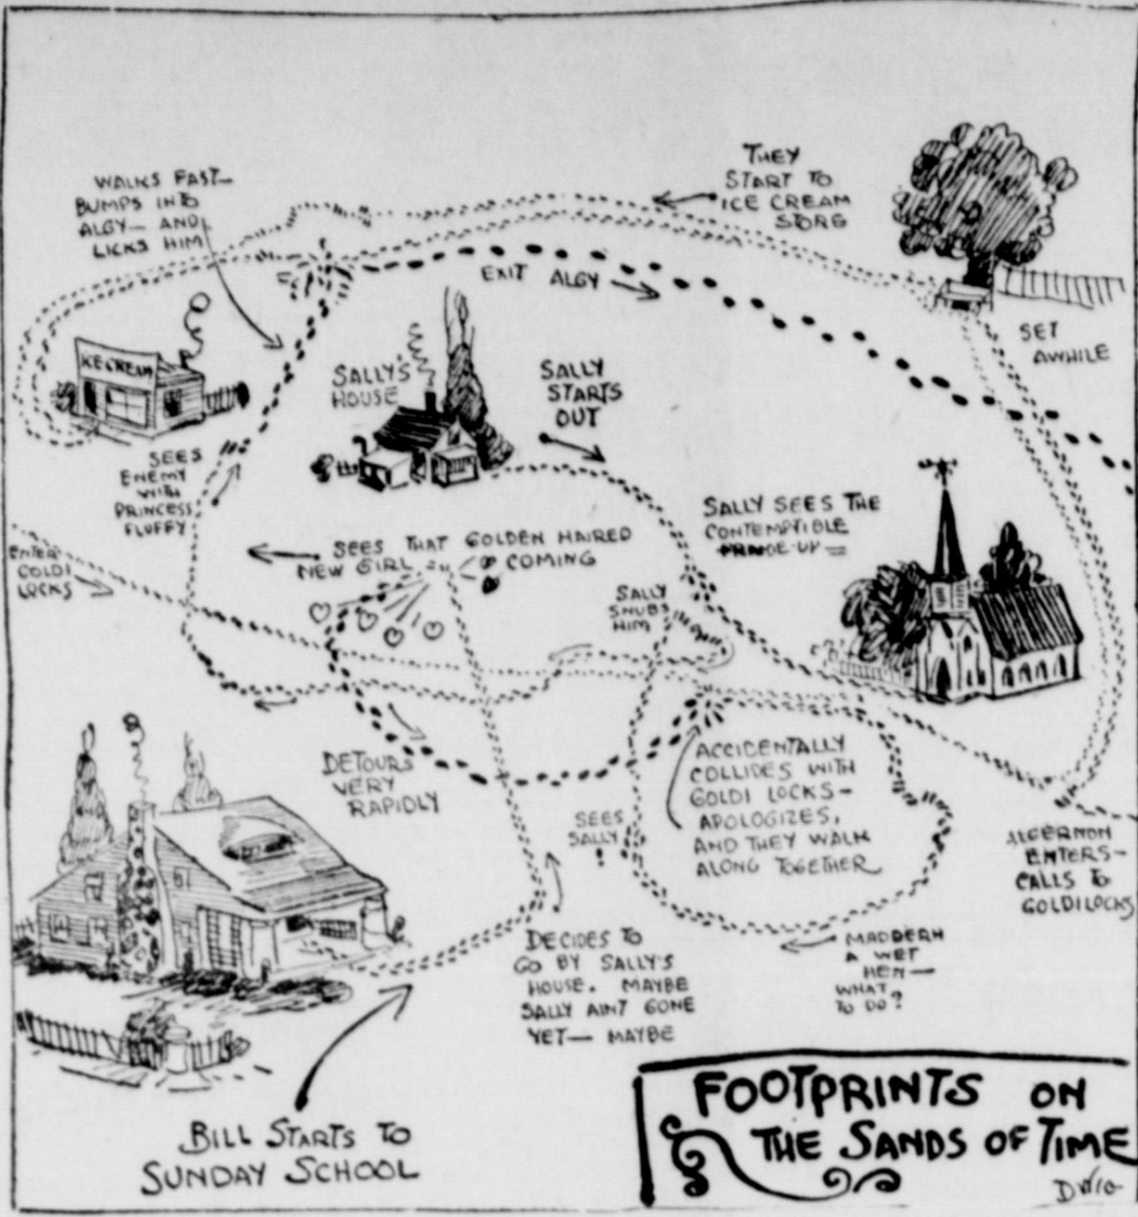 WALKS FAST—
BUMPS INTO
ALGY— AND
LICKS HIM
THEY
START TO
ICE CREAM
STORE
EXIT ALGY
SET
AWHILE
ICE CREAM
SALLY'S
HOUSE
SALLY
STARTS
OUT
SEES
ENEMY
WITH
PRINCESS
FLUFFY
SALLY SEES THE
CONTEMPTIBLE
ENTER
GOLDI
LOCKS
SEES THAT GOLDEN HAIRED
NEW GIRL COMING
SALLY
SNUBS
HIM
DETOURS
VERY
RAPIDLY
ACCIDENTALLY
COLLIDES WITH
GOLDI LOCKS—
APOLOGIZES,
AND THEY WALK
ALONG TOGETHER
SEES
SALLY
!
ALGERNON
ENTERS—
CALLS TO
GOLDILOCKS
DECIDES TO
GO BY SALLY'S
HOUSE. MAYBE
SALLY AINT GONE
YET— MAYBE
MADDERN
A WET
HEN—
WHAT
TO DO?
BILL STARTS TO
SUNDAY SCHOOL
FOOTPRINTS ON
THE SANDS OF TIME
DWIG